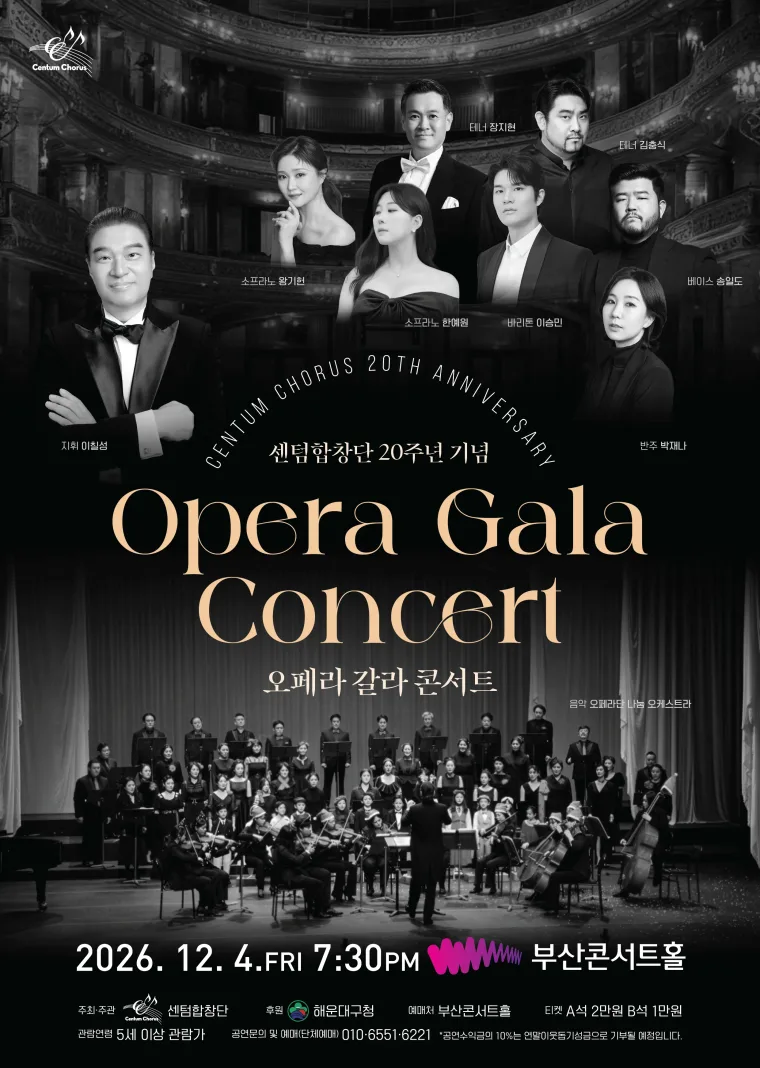 Centum Chorus
테너 장지현
테너 김충식
소프라노 왕기헌
베이스 송일도
소프라노 한예원
바리톤 이승민
지휘 이칠성
반주 박재나
CENTUM CHORUS 20TH ANNIVERSARY
센텀합창단 20주년 기념
Opera Gala
Concert
오페라 갈라 콘서트
음악 오페라단 나눔 오케스트라
2026. 12. 4.FRI 7:30PM 부산콘서트홀
주최·주관 Centum Chorus 센텀합창단 후원 해운대구청 예매처 부산콘서트홀 티켓 A석 2만원 B석 1만원
관람연령 5세 이상 관람가 공연문의 및 예매(단체예매) 010·6551·6221 *공연수익금의 10%는 연말이웃돕기성금으로 기부될 예정입니다.